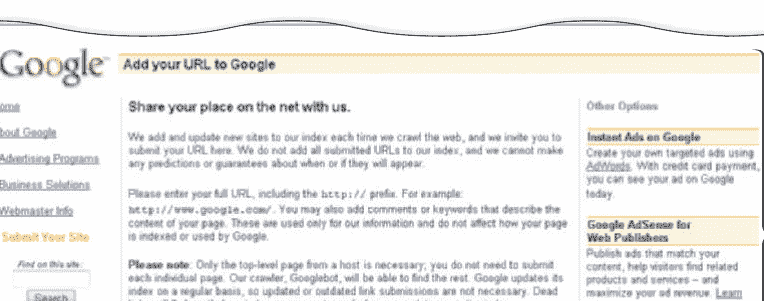 Google Add your URL to Google
ome
bout Google
Advertising Programs
Business Solutions
Webmaster Info
Submit Your Site
Find on this site:
Search
Share your place on the net with us.
We add and update new sites to our index each time we crawl the web, and we invite you to
submit your URL here. We do not add all submitted URLs to our index, and we cannot make
any predictions or guarantees about when or if they will appear.
Please enter your full URL, including the http:// prefix. For example:
http://www.google.com/. You may also add comments or keywords that describe the
content of your page. These are used only for our information and do not affect how your page
is indexed or used by Google.
Please note: Only the top-level page from a host is necessary; you do not need to submit
each individual page. Our crawler, Googlebot, will be able to find the rest. Google updates its
index on a regular basis, so updated or outdated link submissions are not necessary. Dead
Other Options
Instant Ads on Google
Create your own targeted ads using
AdWords. With credit card payment,
you can see your ad on Google
today.
Google AdSense for
Web Publishers
Publish ads that match your
content, help visitors find related
products and services – and
maximize your ad revenue. Learn